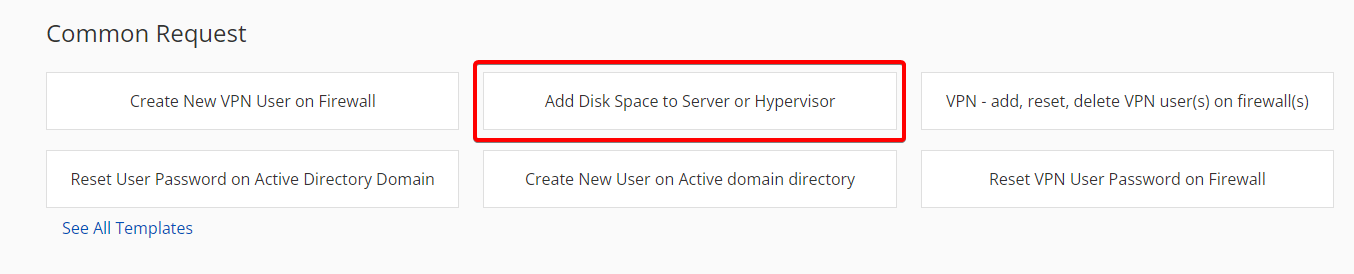 Common Request
Create New VPN User on Firewall
Add Disk Space to Server or Hypervisor
VPN - add, reset, delete VPN user(s) on firewall(s)
Reset User Password on Active Directory Domain
Create New User on Active domain directory
Reset VPN User Password on Firewall
See All Templates